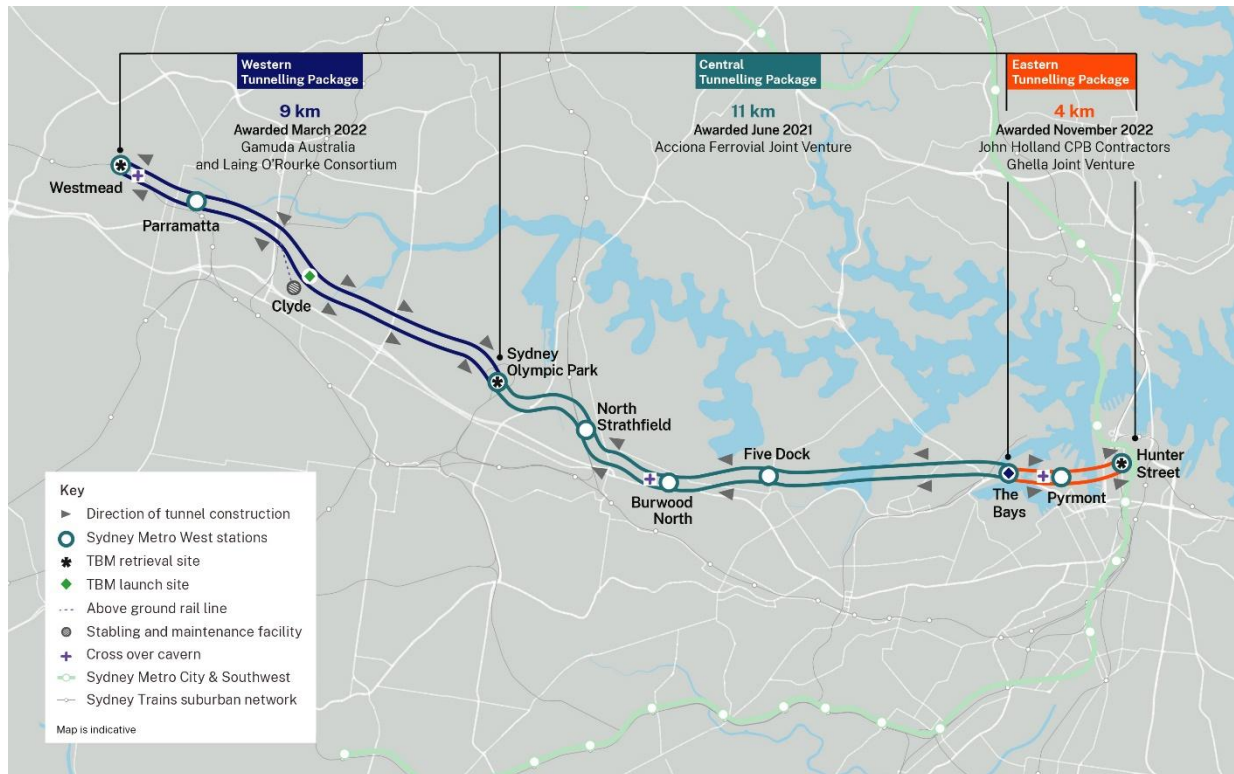 Western
Tunnelling Package
9 km
Awarded March 2022
Gamuda Australia
and Laing O'Rourke Consortium
Central
Tunnelling Package
11 km
Awarded June 2021
Acciona Ferrovial Joint Venture
Eastern
Tunnelling Package
4 km
Awarded November 2022
John Holland CPB Contractors
Ghella Joint Venture
Westmead
Parramatta
Clyde
Sydney
Olympic Park
North
Strathfield
Burwood
North
Five Dock
The
Bays
Pyrmont
Hunter
Street
Key
Direction of tunnel construction
Sydney Metro West stations
TBM retrieval site
TBM launch site
Above ground rail line
Stabling and maintenance facility
Cross over cavern
Sydney Metro City & Southwest
Sydney Trains suburban network
Map is indicative